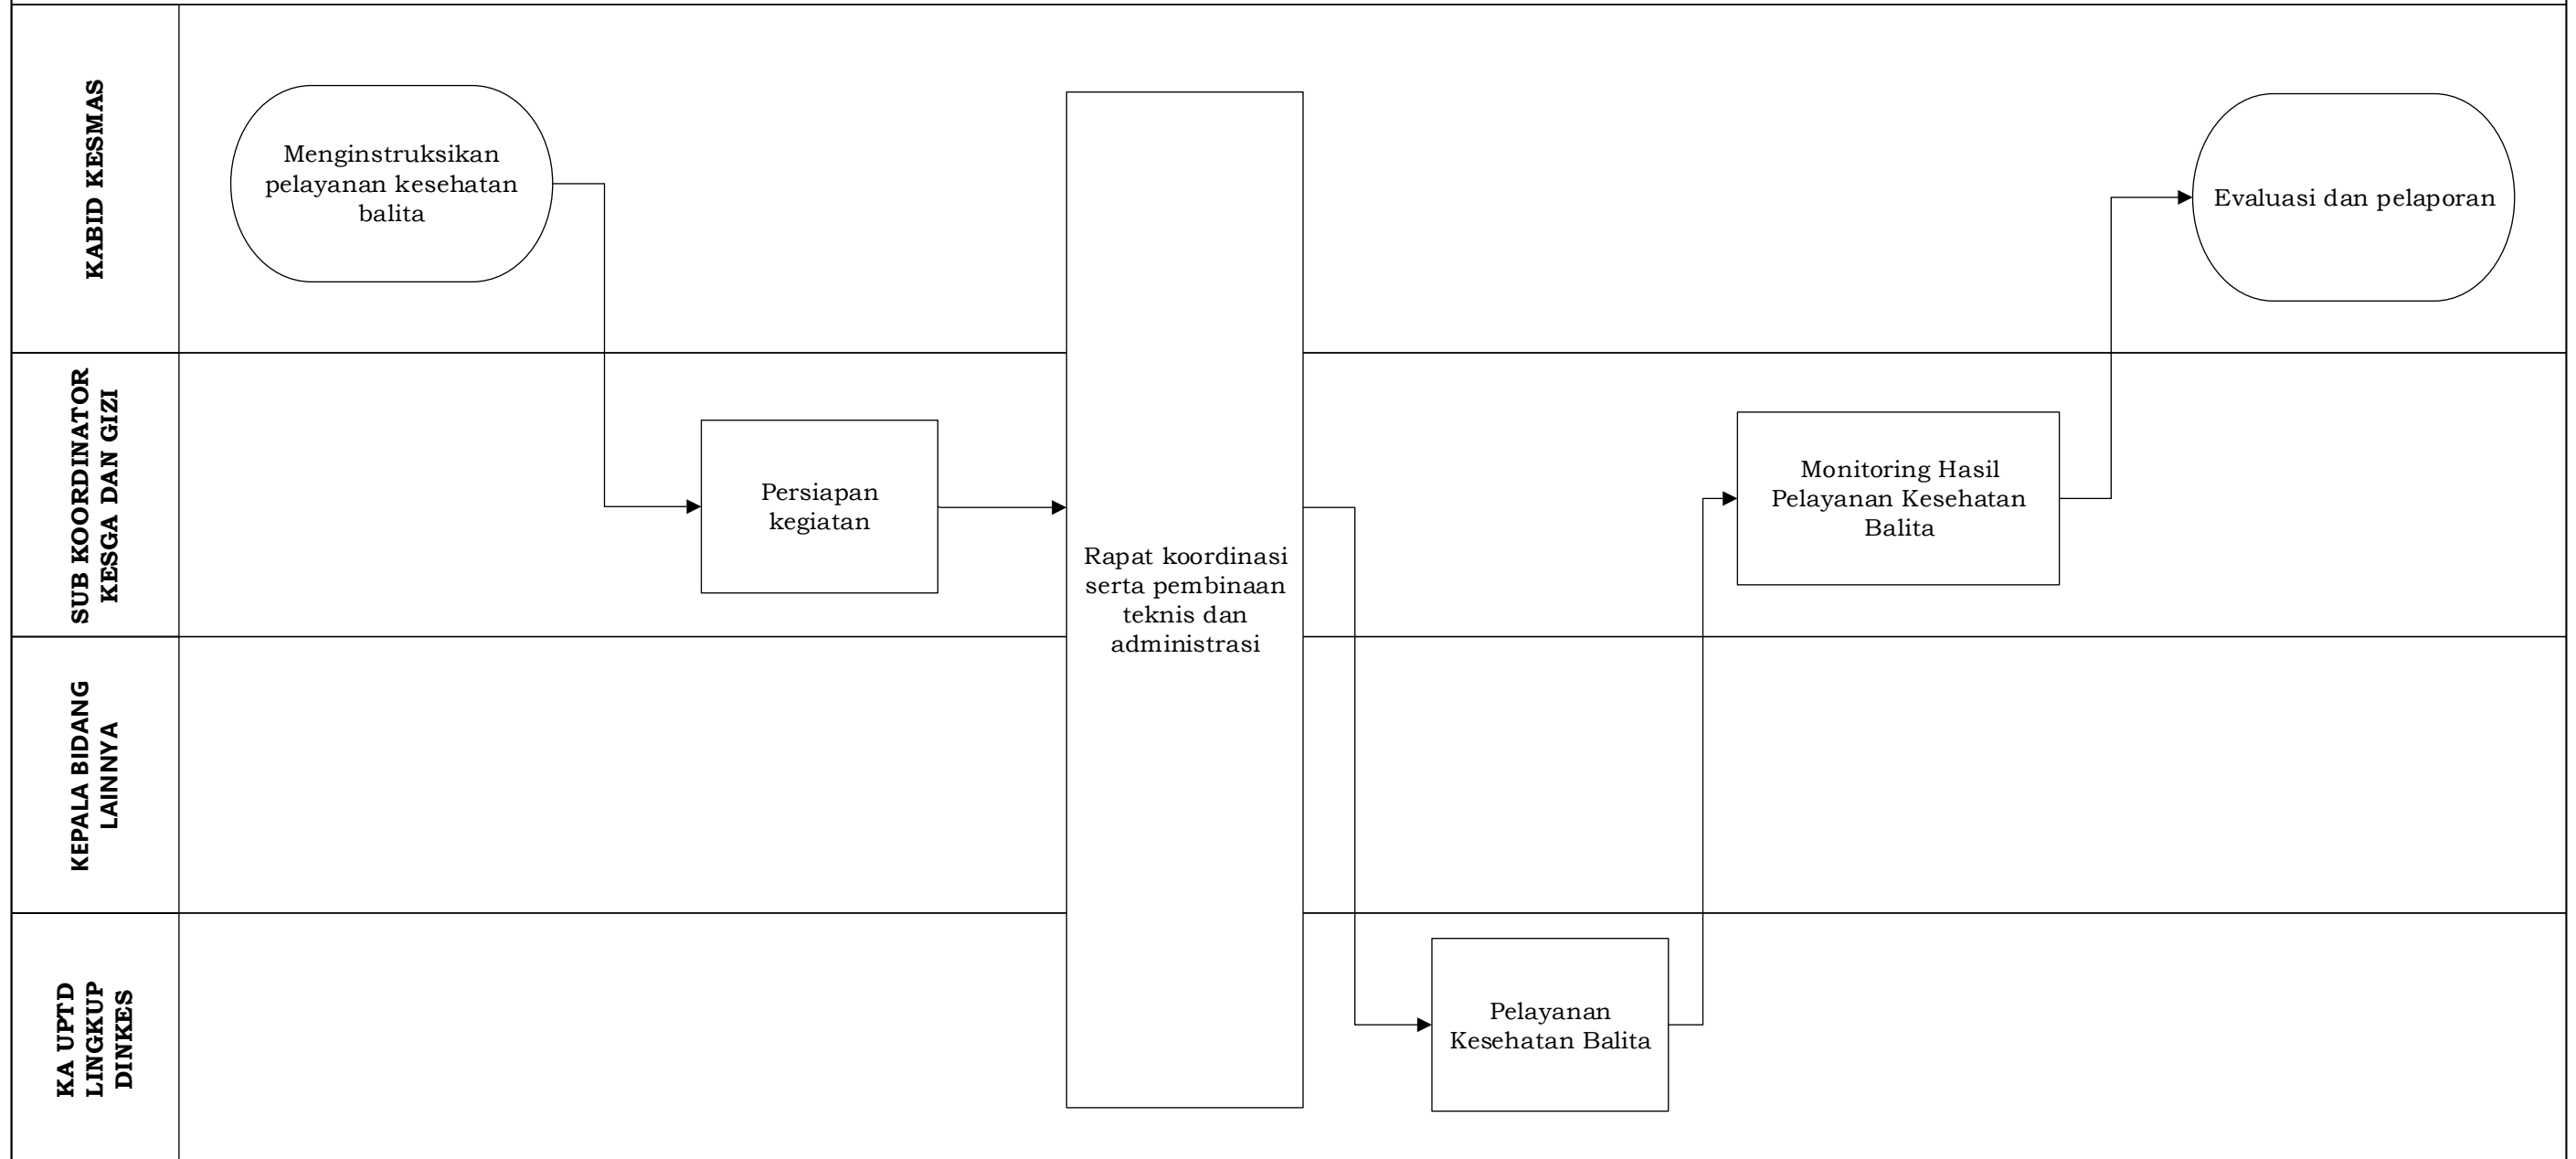 KABID KESMAS
Menginstruksikan
pelayanan kesehatan
balita
Evaluasi dan pelaporan
SUB KOORDINATOR
KESGA DAN GIZI
Persiapan
kegiatan
Rapat koordinasi
serta pembinaan
teknis dan
administrasi
Monitoring Hasil
Pelayanan Kesehatan
Balita
KEPALA BIDANG
LAINNYA
KA UPTD
LINGKUP
DINKES
Pelayanan
Kesehatan Balita